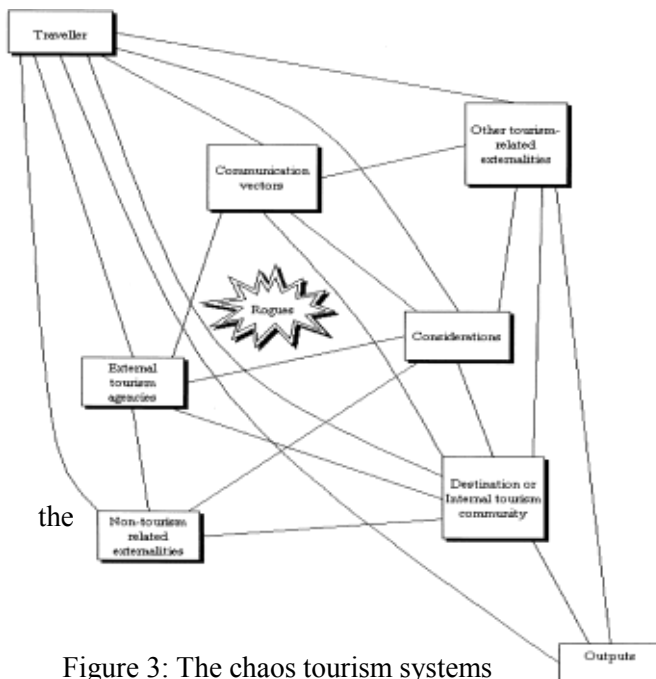 Traveller
Other tourism-
related
externalities
Communication
vectors
Rogues
Considerations
External
tourism
agencies
Destination or
Internal tourism
community
the
Non-tourism
related
externalities
Outputs
Figure 3: The chaos tourism systems